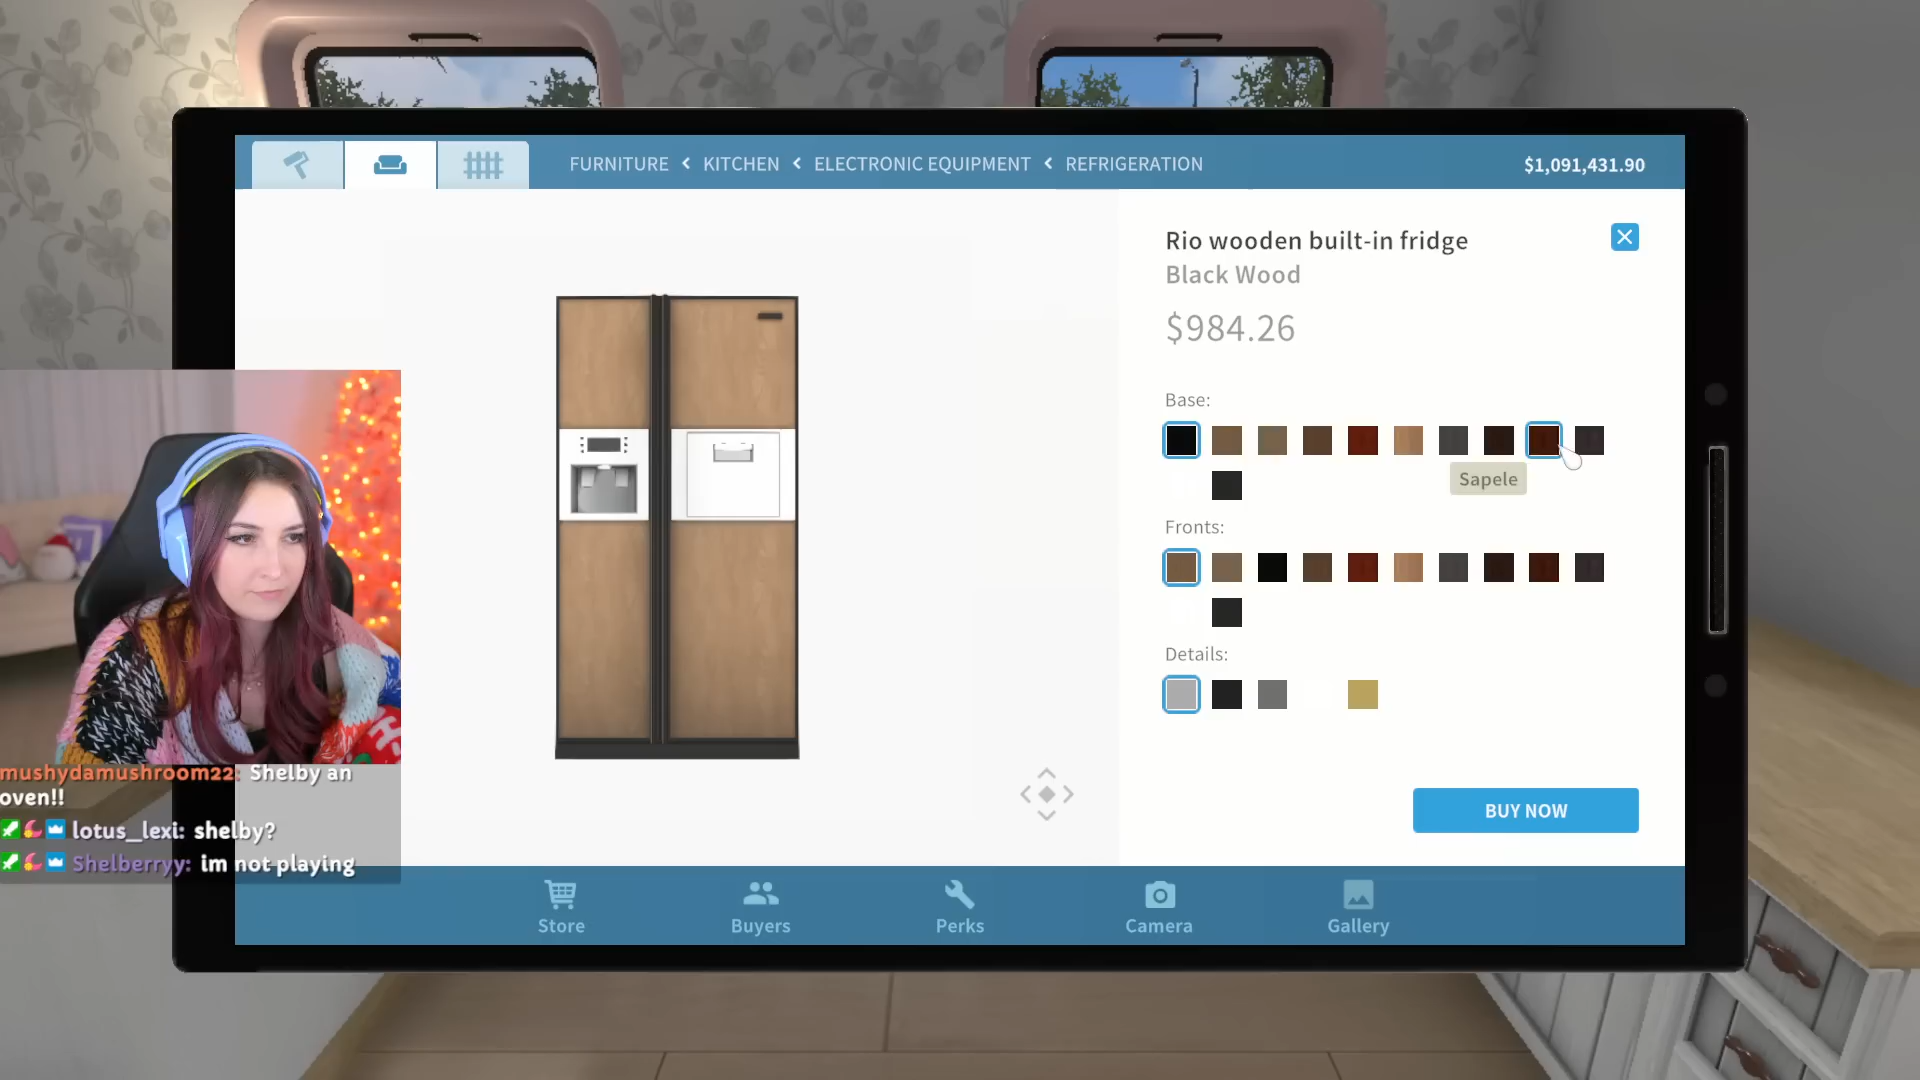 FURNITURE < KITCHEN < ELECTRONIC EQUIPMENT < REFRIGERATION
$1,091,431.90
Rio wooden built-in fridge
Black Wood
$984.26
Base:
Sapele
Fronts:
Details:
BUY NOW
mushydamushroom22: Shelby an
oven!!
lotus_lexi: shelby?
Shelberryy: im not playing
Store
Buyers
Perks
Camera
Gallery